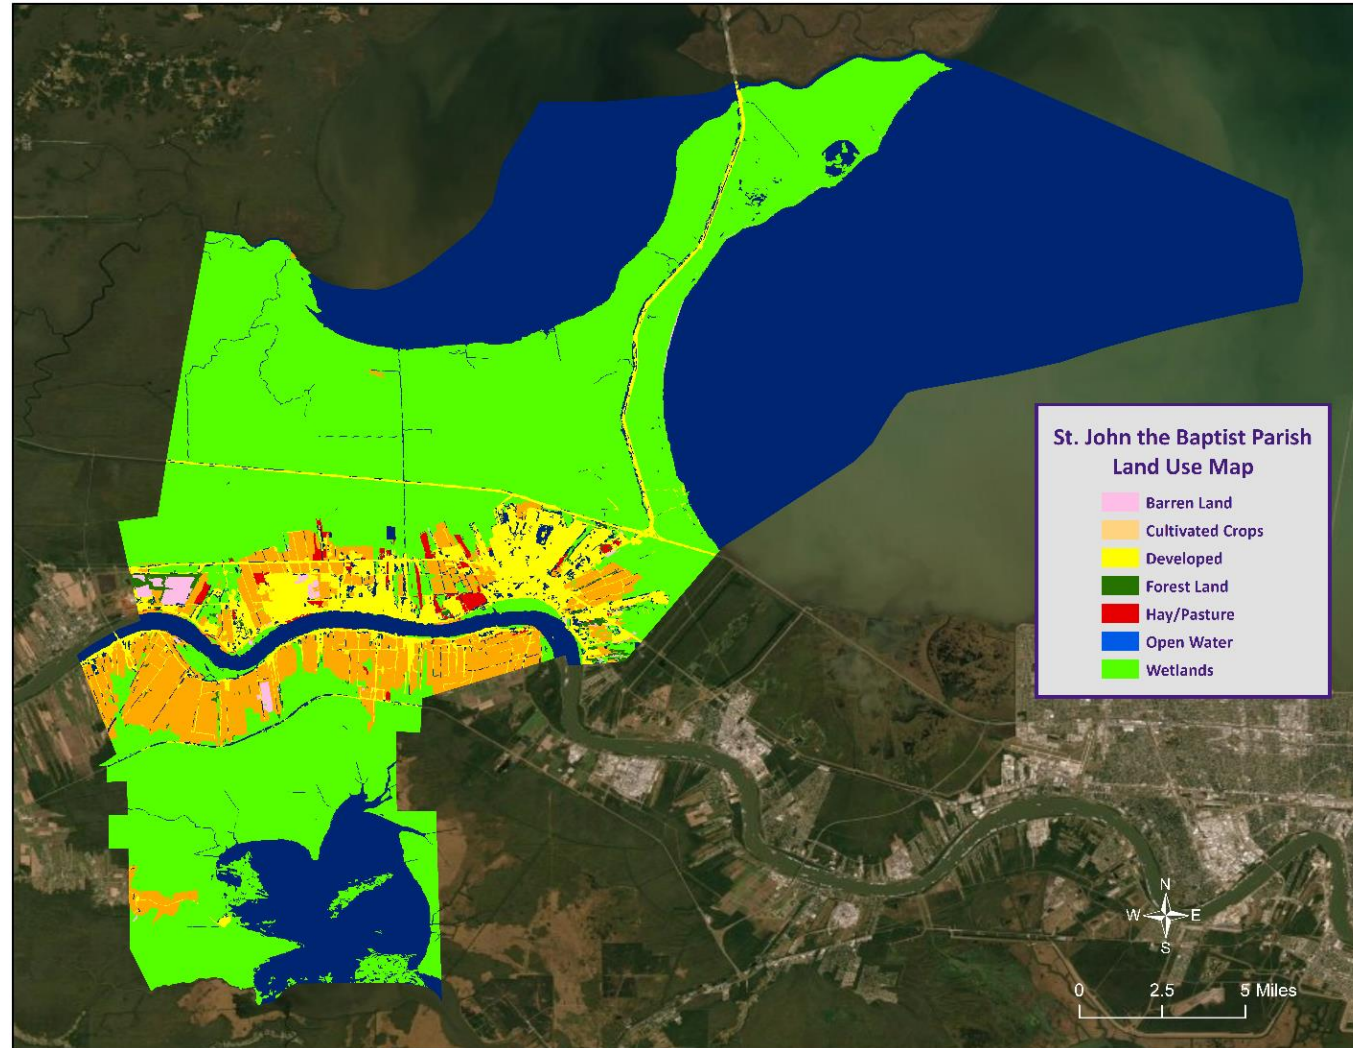 St. John the Baptist Parish
Land Use Map
Barren Land
Cultivated Crops
Developed
Forest Land
Hay/Pasture
Open Water
Wetlands
N
W E
S
0 2.5 5 Miles